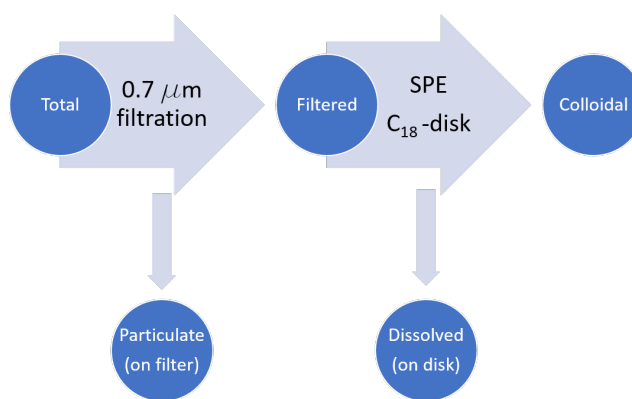 Total
0.7 μm
filtration
Filtered
SPE
C₁₈-disk
Colloidal
Particulate
(on filter)
Dissolved
(on disk)